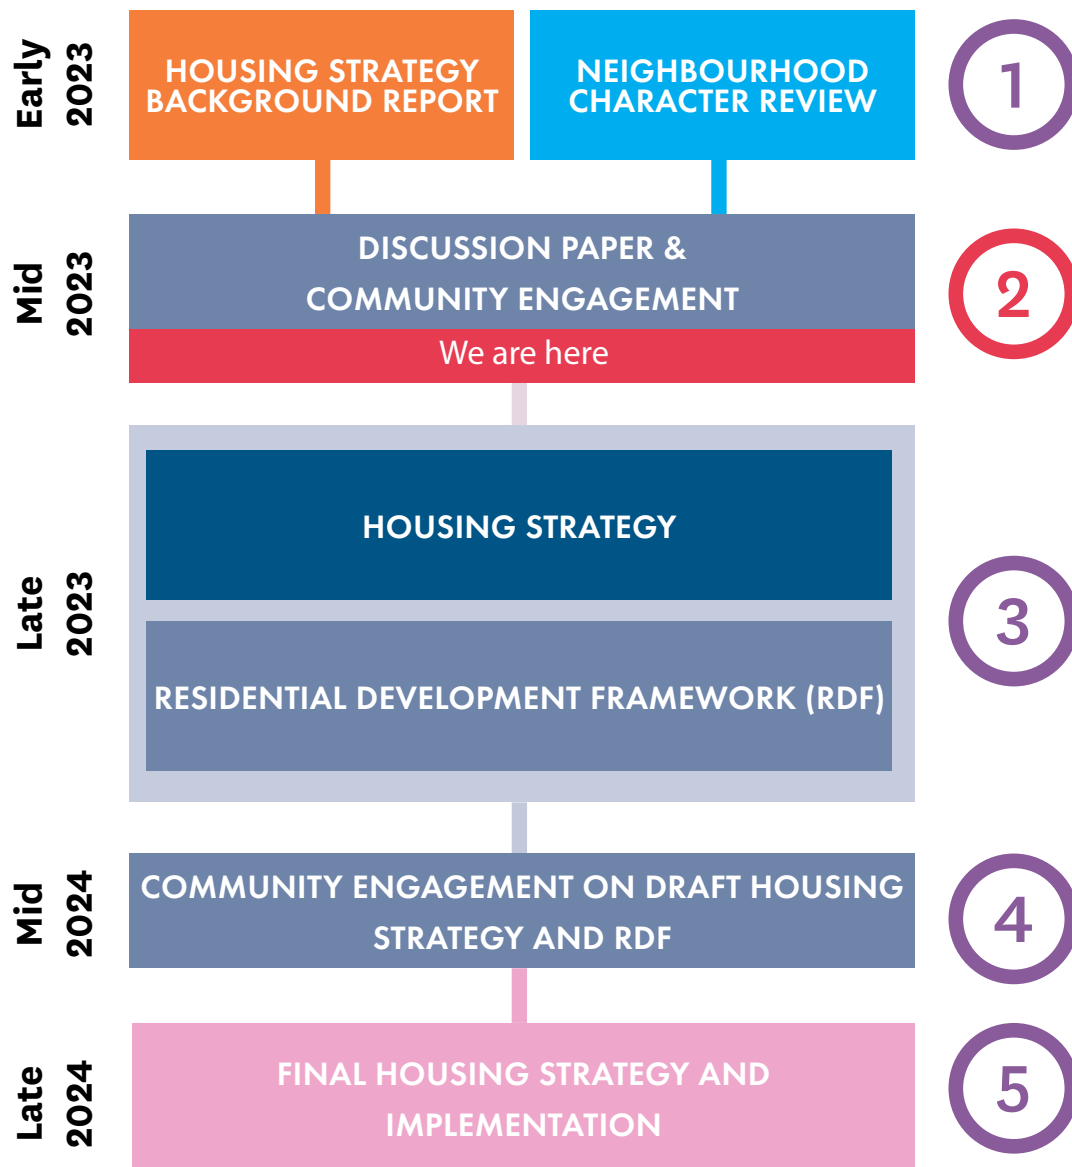 Early
2023
HOUSING STRATEGY
BACKGROUND REPORT
NEIGHBOURHOOD
CHARACTER REVIEW
1
Mid
2023
DISCUSSION PAPER &
COMMUNITY ENGAGEMENT
We are here
2
Late
2023
HOUSING STRATEGY
RESIDENTIAL DEVELOPMENT FRAMEWORK (RDF)
3
Mid
2024
COMMUNITY ENGAGEMENT ON DRAFT HOUSING
STRATEGY AND RDF
4
Late
2024
FINAL HOUSING STRATEGY AND
IMPLEMENTATION
5